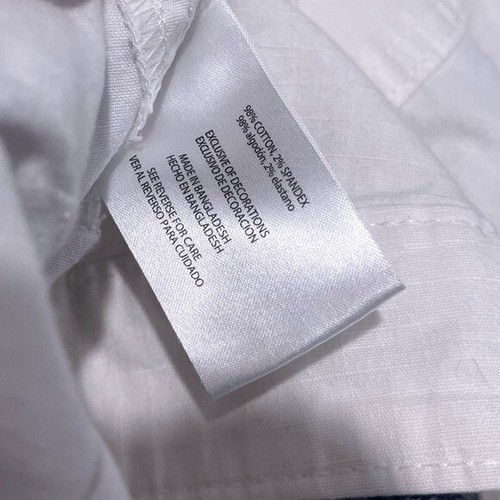 98% COTTON, 2% SPANDEX
98% algodón, 2% elastano
EXCLUSIVE OF DECORATIONS
EXCLUSIVO DE DECORACION
MADE IN BANGLADESH
HECHO EN BANGLADESH
SEE REVERSE FOR CARE
VER AL REVERSO PARA CUIDADO